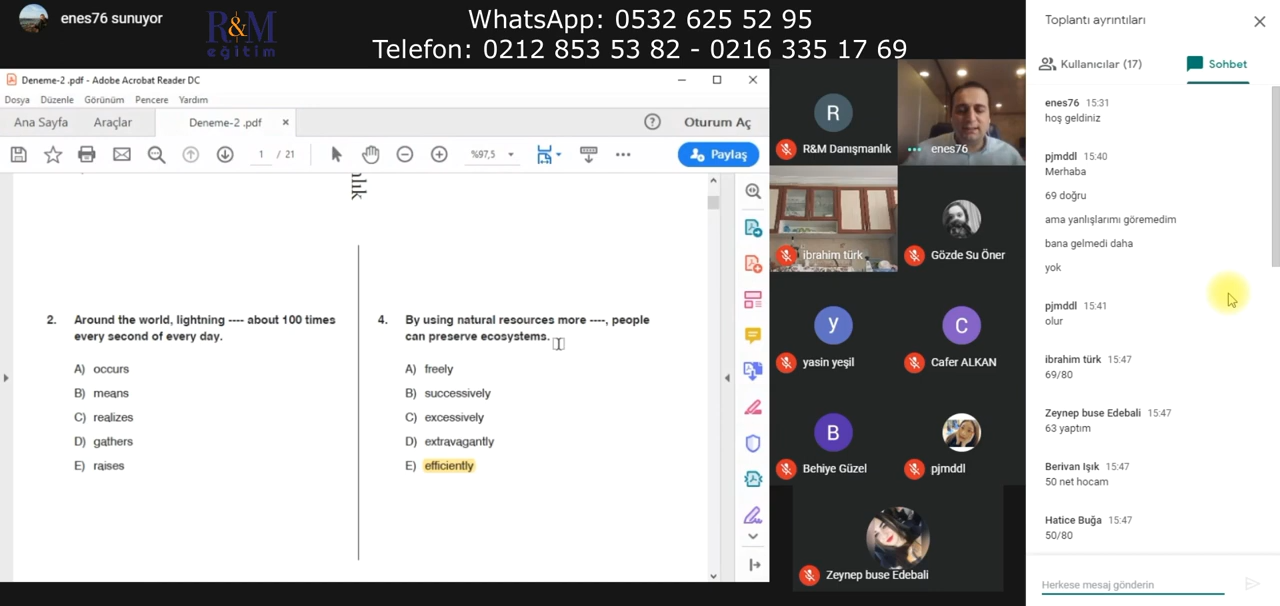 enes76 sunuyor
R&M
eğitim
WhatsApp: 0532 625 52 95
Telefon: 0212 853 53 82 - 0216 335 17 69
Deneme-2 .pdf - Adobe Acrobat Reader DC
Dosya Düzenle Görünüm Pencere Yardım
Ana Sayfa Araçlar Deneme-2 .pdf Oturum Aç
1 / 21 %97,5 Paylaş
lık
2. Around the world, lightning ---- about 100 times
every second of every day.
A) occurs
B) means
C) realizes
D) gathers
E) raises
4. By using natural resources more ----, people
can preserve ecosystems.
A) freely
B) successively
C) excessively
D) extravagantly
E) efficiently
R
R&M Danışmanlık
enes76
ibrahim türk
Gözde Su Öner
y
yasin yeşil
C
Cafer ALKAN
B
Behiye Güzel
pjmddl
Zeynep buse Edebali
Toplantı ayrıntıları
Kullanıcılar (17) Sohbet
enes76 15:31
hoş geldiniz
pjmddl 15:40
Merhaba
69 doğru
ama yanlışlarımı göremedim
bana gelmedi daha
yok
pjmddl 15:41
olur
ibrahim türk 15:47
69/80
Zeynep buse Edebali 15:47
63 yaptım
Berivan Işık 15:47
50 net hocam
Hatice Buğa 15:47
50/80
Herkese mesaj gönderin